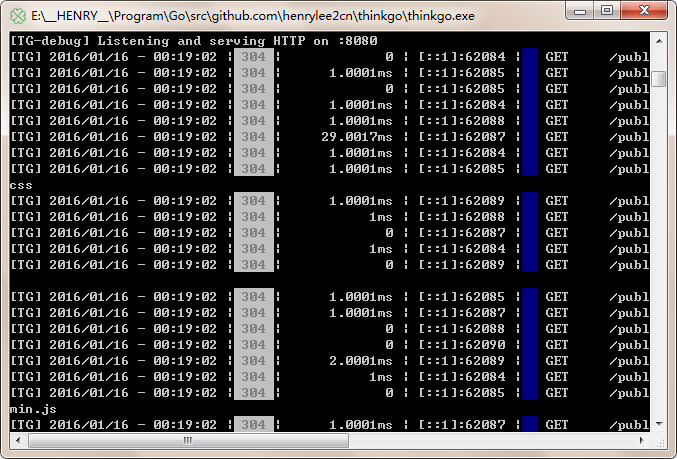 E:\__HENRY__\Program\Go\src\github.com\henrylee2cn\thinkgo\thinkgo.exe
[TG-debug] Listening and serving HTTP on :8080
[TG] 2016/01/16 - 00:19:02 | 304 | 0 | [::1]:62084 | GET /publ
[TG] 2016/01/16 - 00:19:02 | 304 | 1.0001ms | [::1]:62085 | GET /publ
[TG] 2016/01/16 - 00:19:02 | 304 | 0 | [::1]:62085 | GET /publ
[TG] 2016/01/16 - 00:19:02 | 304 | 1.0001ms | [::1]:62084 | GET /publ
[TG] 2016/01/16 - 00:19:02 | 304 | 1.0001ms | [::1]:62088 | GET /publ
[TG] 2016/01/16 - 00:19:02 | 304 | 29.0017ms | [::1]:62087 | GET /publ
[TG] 2016/01/16 - 00:19:02 | 304 | 1.0001ms | [::1]:62084 | GET /publ
[TG] 2016/01/16 - 00:19:02 | 304 | 1.0001ms | [::1]:62085 | GET /publ
css
[TG] 2016/01/16 - 00:19:02 | 304 | 1.0001ms | [::1]:62089 | GET /publ
[TG] 2016/01/16 - 00:19:02 | 304 | 1ms | [::1]:62088 | GET /publ
[TG] 2016/01/16 - 00:19:02 | 304 | 0 | [::1]:62087 | GET /publ
[TG] 2016/01/16 - 00:19:02 | 304 | 1ms | [::1]:62084 | GET /publ
[TG] 2016/01/16 - 00:19:02 | 304 | 0 | [::1]:62089 | GET /publ
[TG] 2016/01/16 - 00:19:02 | 304 | 1.0001ms | [::1]:62085 | GET /publ
[TG] 2016/01/16 - 00:19:02 | 304 | 1.0001ms | [::1]:62087 | GET /publ
[TG] 2016/01/16 - 00:19:02 | 304 | 0 | [::1]:62088 | GET /publ
[TG] 2016/01/16 - 00:19:02 | 304 | 0 | [::1]:62090 | GET /publ
[TG] 2016/01/16 - 00:19:02 | 304 | 2.0001ms | [::1]:62089 | GET /publ
[TG] 2016/01/16 - 00:19:02 | 304 | 1ms | [::1]:62084 | GET /publ
[TG] 2016/01/16 - 00:19:02 | 304 | 0 | [::1]:62085 | GET /publ
min.js
[TG] 2016/01/16 - 00:19:02 | 304 | 1.0001ms | [::1]:62087 | GET /publ